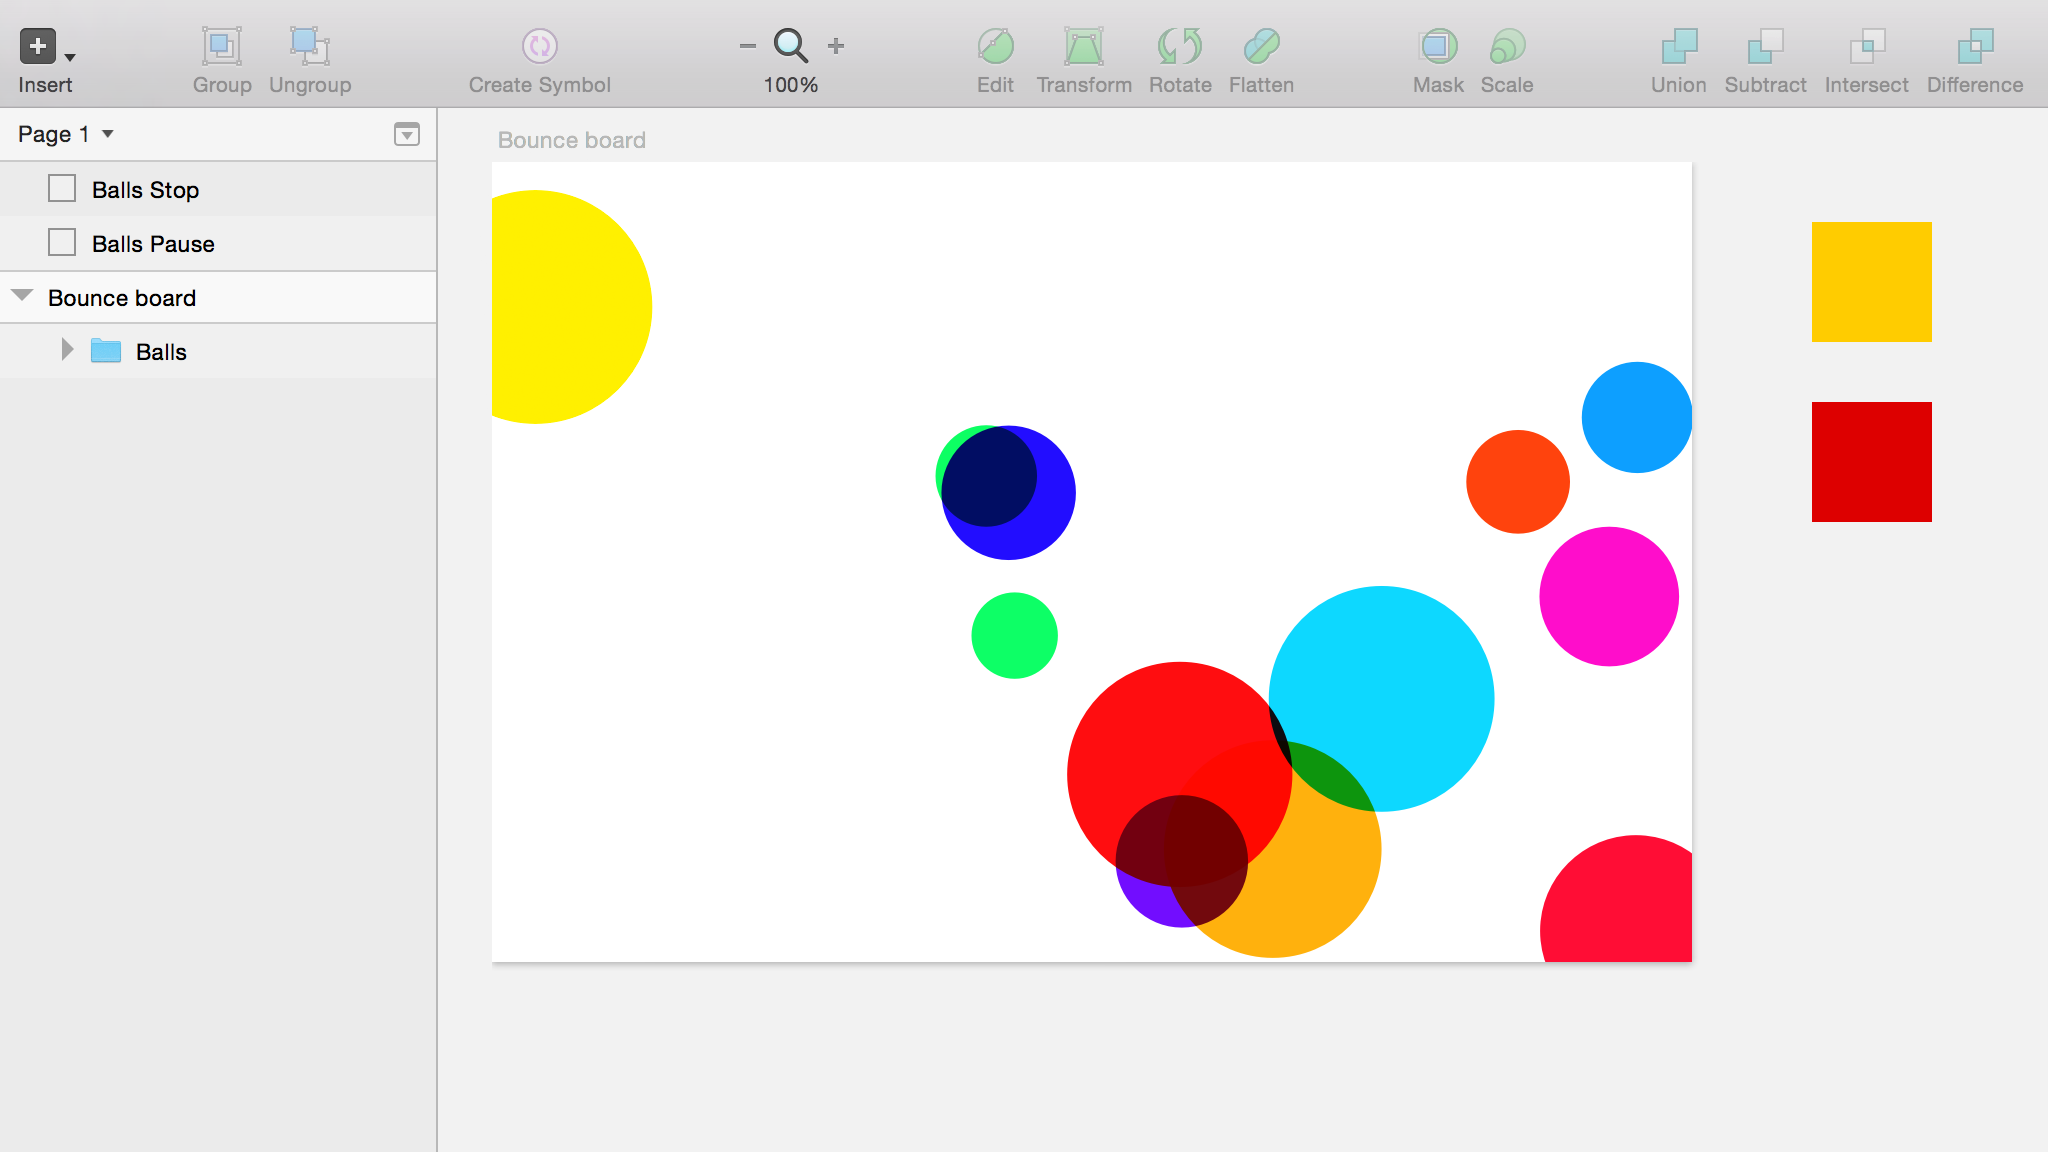 Insert
Group
Ungroup
Create Symbol
100%
Edit
Transform
Rotate
Flatten
Mask
Scale
Union
Subtract
Intersect
Difference
Page 1
Balls Stop
Balls Pause
Bounce board
Balls
Bounce board